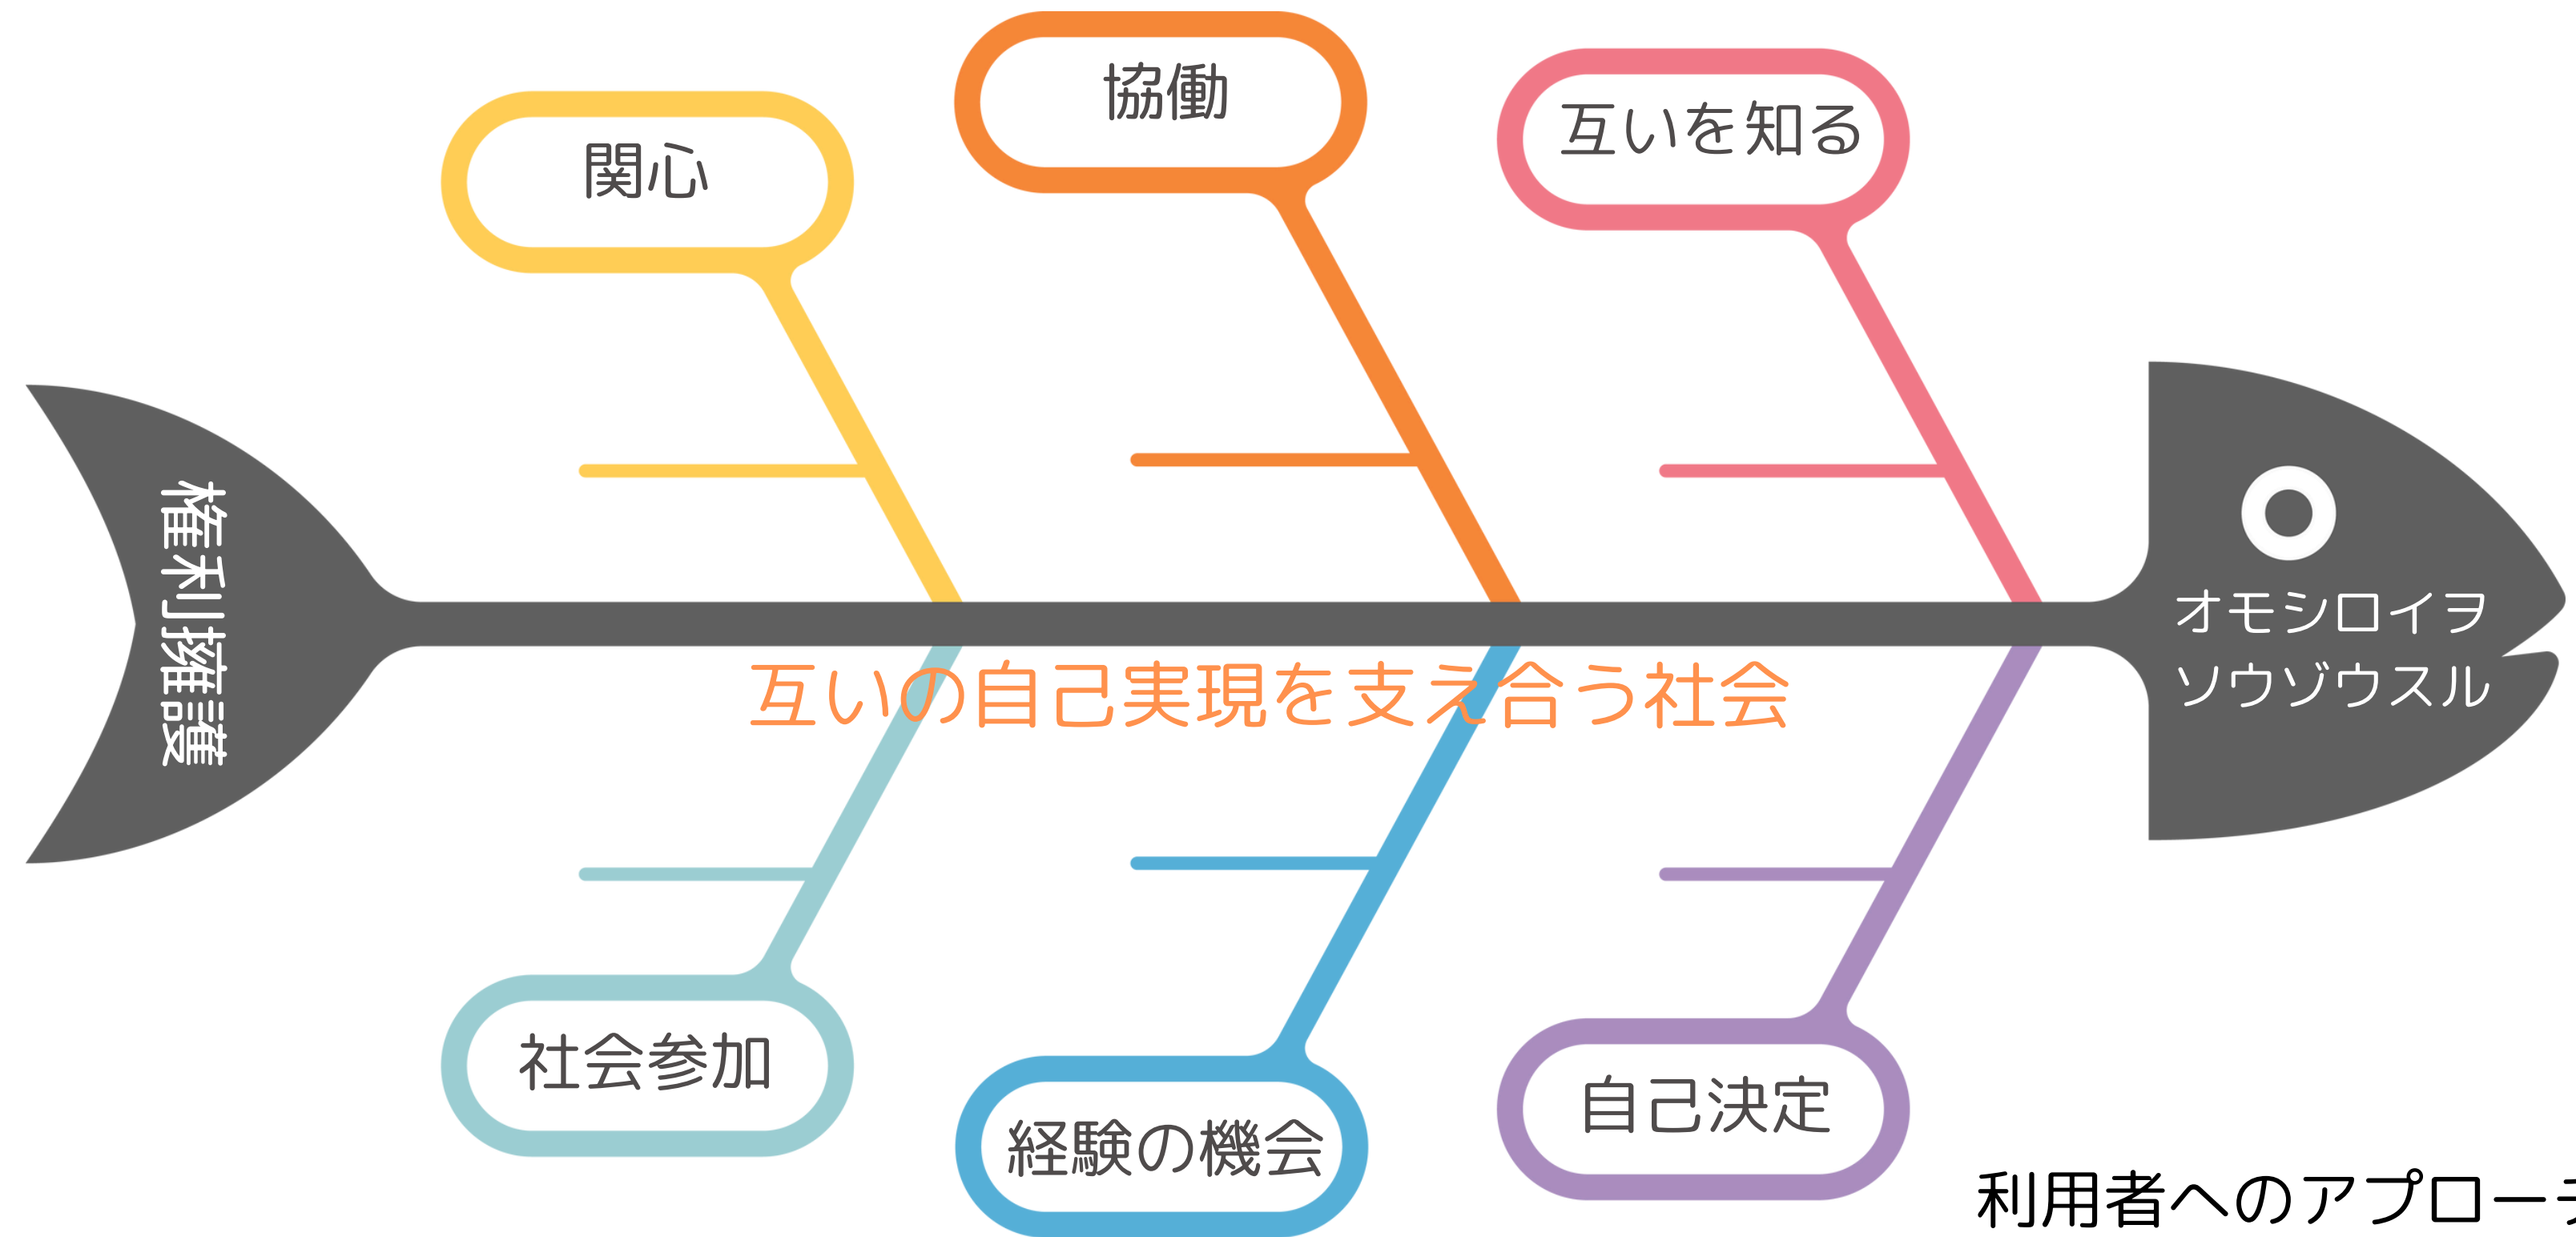 関心
協働
互いを知る
権利擁護
オモシロイヲ
ソウゾウスル
互いの自己実現を支え合う社会
社会参加
経験の機会
自己決定
利用者へのアプロー